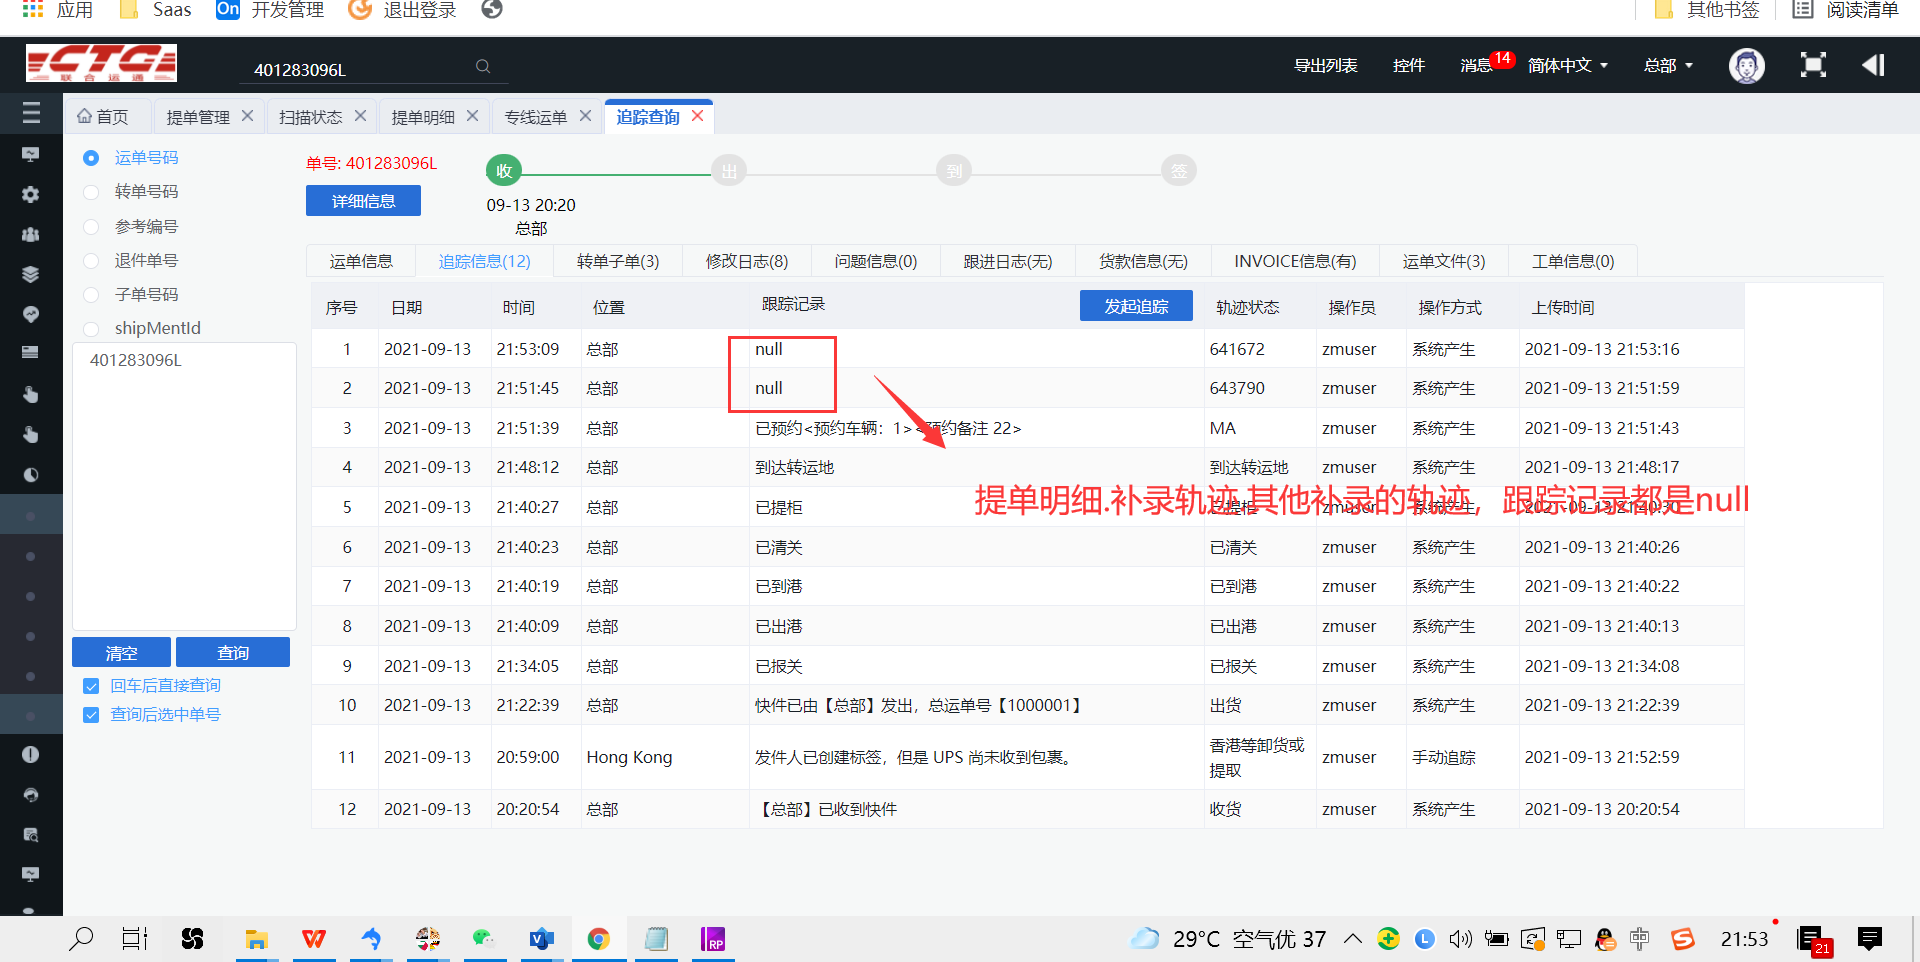 应用 Saas On 开发管理 退出登录 其他书签 阅读清单
CTG 联合运通 401283096L 导出列表 控件 消息 14 简体中文 总部
首页 提单管理 扫描状态 提单明细 专线运单 追踪查询
运单号码
转单号码
参考编号
退件单号
子单号码
shipMentId
401283096L
清空 查询
回车后直接查询
查询后选中单号
单号: 401283096L
详细信息
收 出 到 签
09-13 20:20
总部
运单信息 追踪信息(12) 转单子单(3) 修改日志(8) 问题信息(0) 跟进日志(无) 货款信息(无) INVOICE信息(有) 运单文件(3) 工单信息(0)
序号 日期 时间 位置 跟踪记录 发起追踪 轨迹状态 操作员 操作方式 上传时间
1 2021-09-13 21:53:09 总部 null 641672 zmuser 系统产生 2021-09-13 21:53:16
2 2021-09-13 21:51:45 总部 null 643790 zmuser 系统产生 2021-09-13 21:51:59
3 2021-09-13 21:51:39 总部 已预约<预约车辆：1><预约备注 22> MA zmuser 系统产生 2021-09-13 21:51:43
4 2021-09-13 21:48:12 总部 到达转运地 到达转运地 zmuser 系统产生 2021-09-13 21:48:17
提单明细.补录轨迹.其他补录的轨迹，跟踪记录都是null
5 2021-09-13 21:40:27 总部 已提柜 已提柜 zmuser 系统产生 2021-09-13 21:40:30
6 2021-09-13 21:40:23 总部 已清关 已清关 zmuser 系统产生 2021-09-13 21:40:26
7 2021-09-13 21:40:19 总部 已到港 已到港 zmuser 系统产生 2021-09-13 21:40:22
8 2021-09-13 21:40:09 总部 已出港 已出港 zmuser 系统产生 2021-09-13 21:40:13
9 2021-09-13 21:34:05 总部 已报关 已报关 zmuser 系统产生 2021-09-13 21:34:08
10 2021-09-13 21:22:39 总部 快件已由【总部】发出，总运单号【1000001】 出货 zmuser 系统产生 2021-09-13 21:22:39
11 2021-09-13 20:59:00 Hong Kong 发件人已创建标签，但是 UPS 尚未收到包裹。 香港等卸货或
提取 zmuser 手动追踪 2021-09-13 21:52:59
12 2021-09-13 20:20:54 总部 【总部】已收到快件 收货 zmuser 系统产生 2021-09-13 20:20:54
RP 29°C 空气优 37 L 中 21:53 21